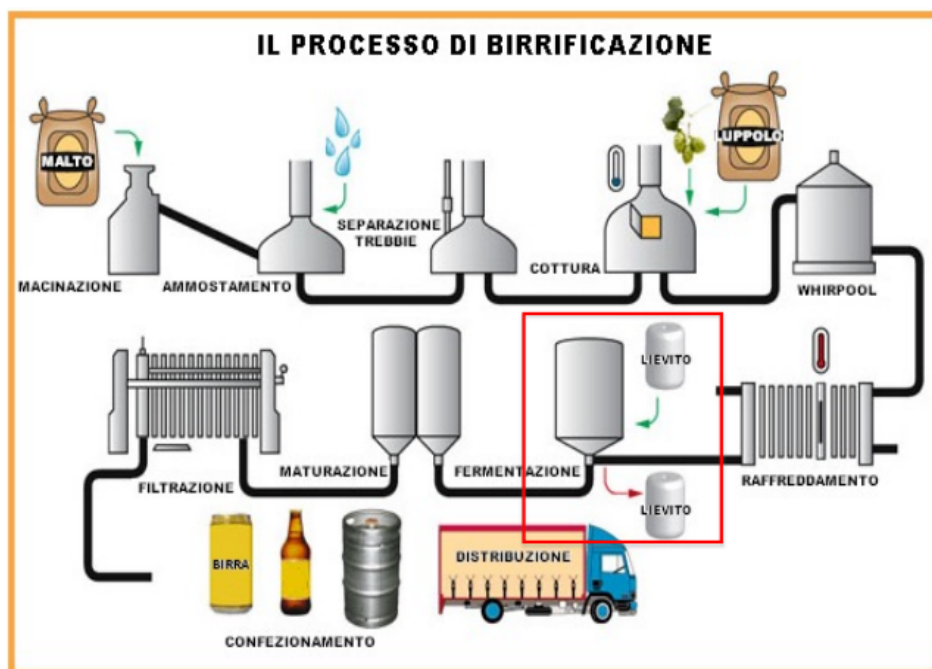 IL PROCESSO DI BIRRIFICAZIONE
MALTO
LUPPOLO
SEPARAZIONE
TREBBIE
COTTURA
MACINAZIONE
AMMOSTAMENTO
WHIRPOOL
LIEVITO
MATURAZIONE
FERMENTAZIONE
RAFFREDDAMENTO
FILTRAZIONE
LIEVITO
BIRRA
DISTRIBUZIONE
CONFEZIONAMENTO